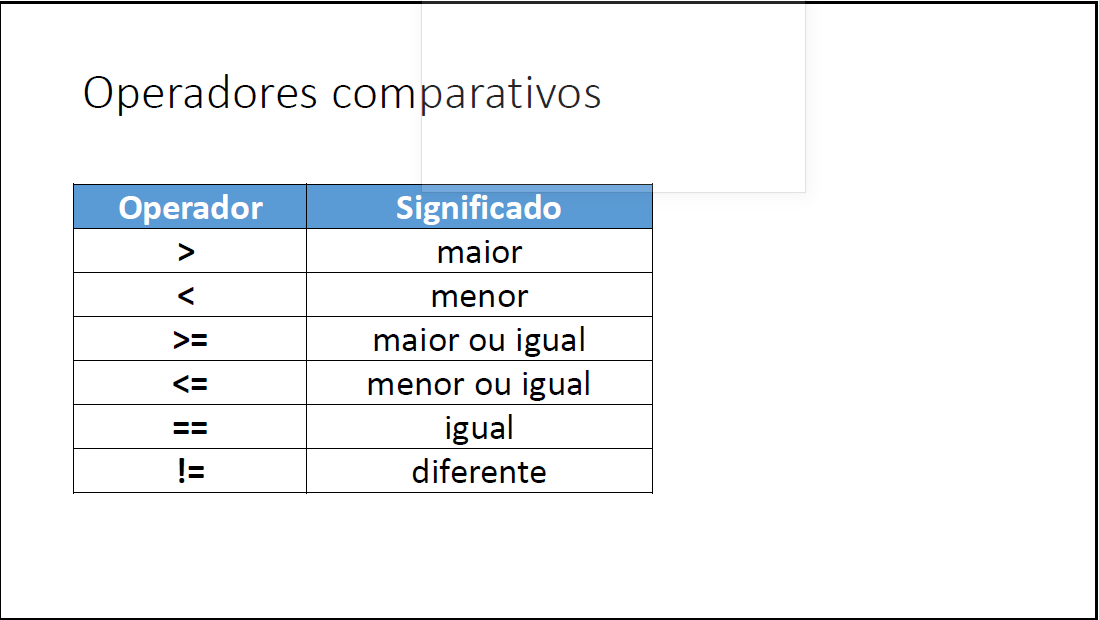 Operadores comparativos
Operador Significado
> maior
< menor
>= maior ou igual
<= menor ou igual
== igual
!= diferente